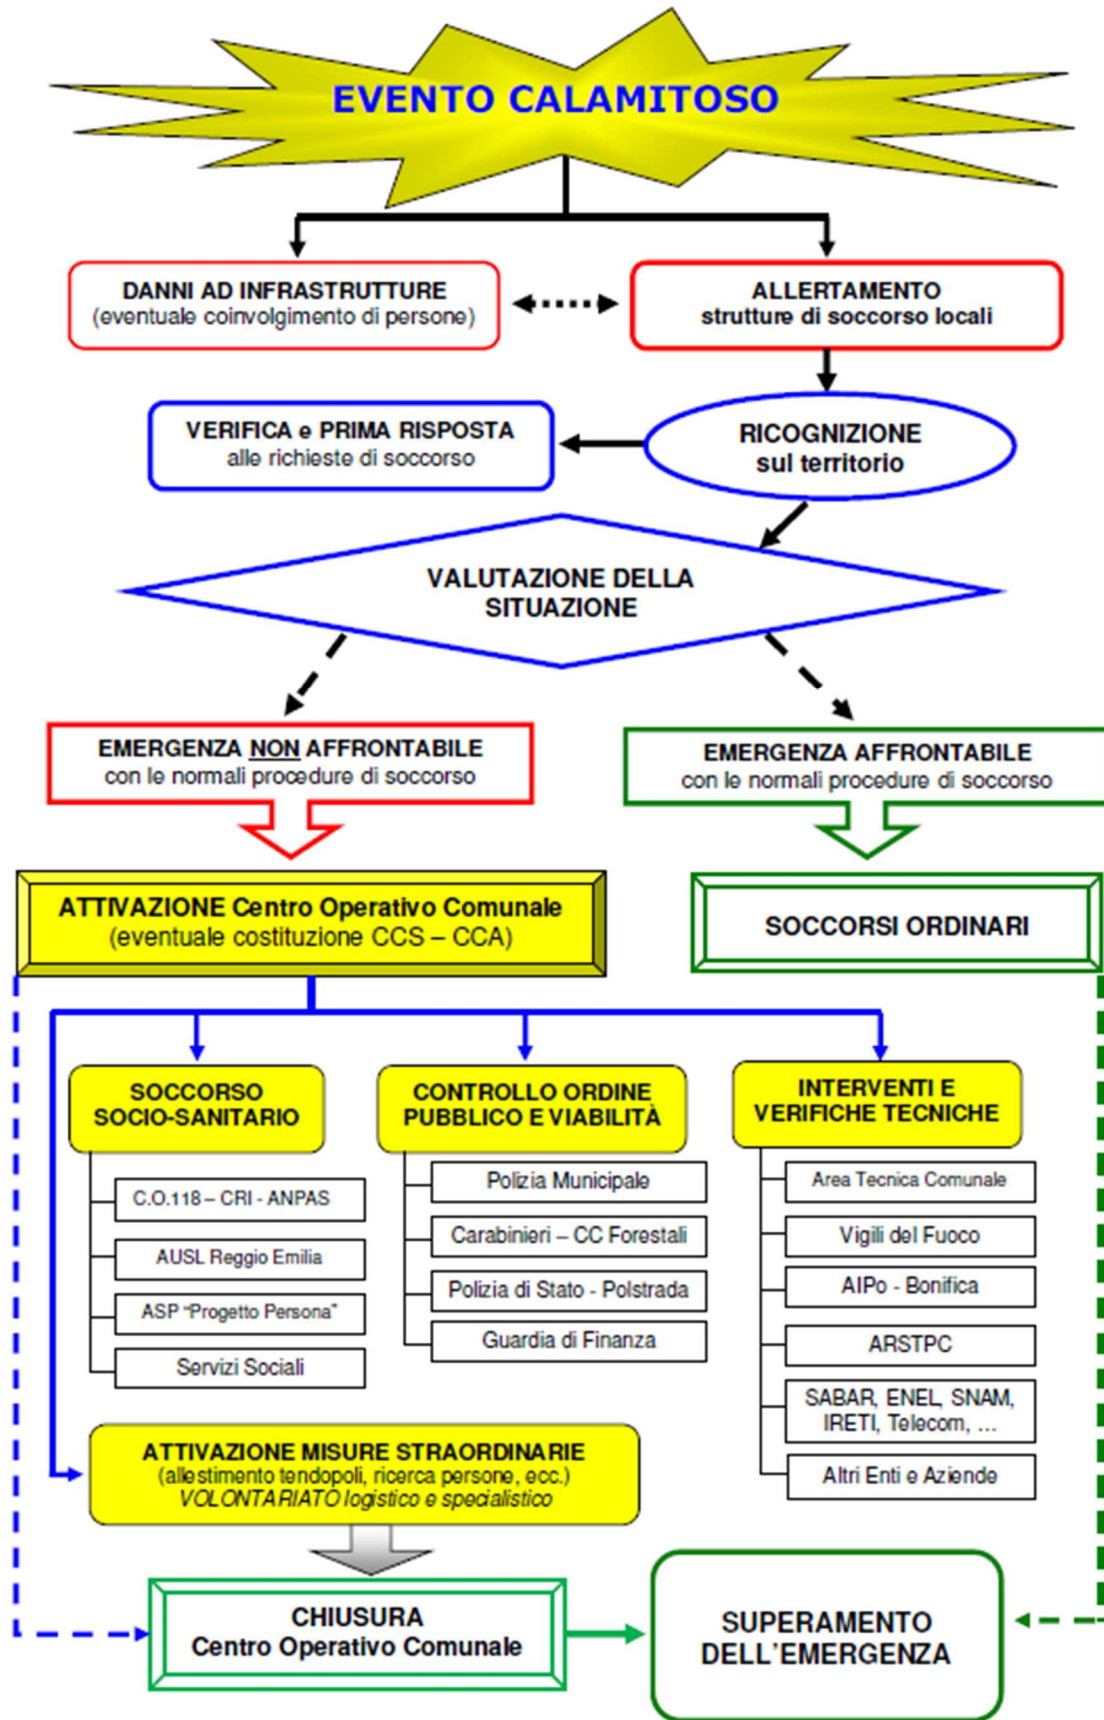 EVENTO CALAMITOSO
DANNI AD INFRASTRUTTURE
(eventuale coinvolgimento di persone)
ALLERTAMENTO
strutture di soccorso locali
VERIFICA e PRIMA RISPOSTA
alle richieste di soccorso
RICOGNIZIONE
sul territorio
VALUTAZIONE DELLA
SITUAZIONE
EMERGENZA NON AFFRONTABILE
con le normali procedure di soccorso
EMERGENZA AFFRONTABILE
con le normali procedure di soccorso
ATTIVAZIONE Centro Operativo Comunale
(eventuale costituzione CCS – CCA)
SOCCORSI ORDINARI
SOCCORSO
SOCIO-SANITARIO
C.O.118 – CRI - ANPAS
AUSL Reggio Emilia
ASP “Progetto Persona”
Servizi Sociali
CONTROLLO ORDINE
PUBBLICO E VIABILITÀ
Polizia Municipale
Carabinieri – CC Forestali
Polizia di Stato - Polstrada
Guardia di Finanza
INTERVENTI E
VERIFICHE TECNICHE
Area Tecnica Comunale
Vigili del Fuoco
AIPo - Bonifica
ARSTPC
SABAR, ENEL, SNAM,
IRETI, Telecom, …
Altri Enti e Aziende
ATTIVAZIONE MISURE STRAORDINARIE
(allestimento tendopoli, ricerca persone, ecc.)
VOLONTARIATO logistico e specialistico
CHIUSURA
Centro Operativo Comunale
SUPERAMENTO
DELL’EMERGENZA